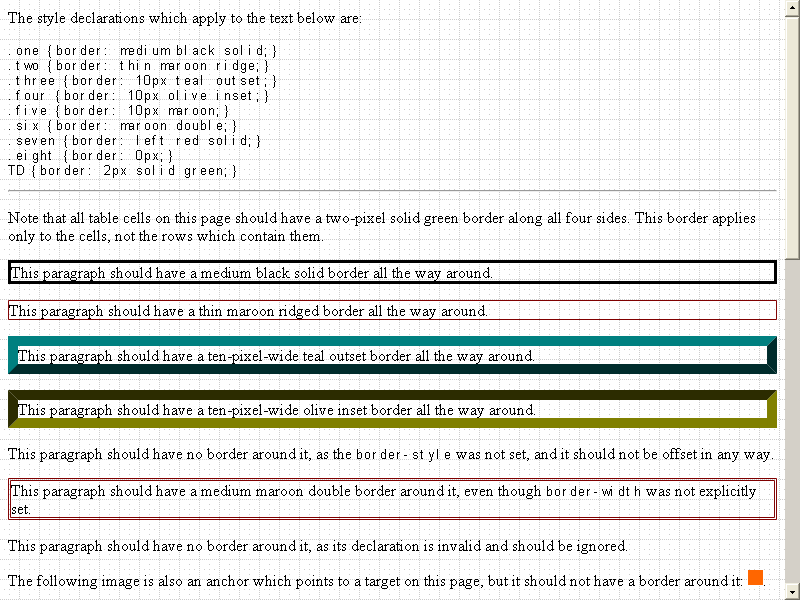 The style declarations which apply to the text below are:
.one {border: medium black solid;}
.two {border: thin maroon ridge;}
.three {border: 10px teal outset;}
.four {border: 10px olive inset;}
.five {border: 10px maroon;}
.six {border: maroon double;}
.seven {border: left red solid;}
.eight {border: 0px;}
TD {border: 2px solid green;}
Note that all table cells on this page should have a two-pixel solid green border along all four sides. This border applies
only to the cells, not the rows which contain them.
This paragraph should have a medium black solid border all the way around.
This paragraph should have a thin maroon ridged border all the way around.
This paragraph should have a ten-pixel-wide teal outset border all the way around.
This paragraph should have a ten-pixel-wide olive inset border all the way around.
This paragraph should have no border around it, as the border-style was not set, and it should not be offset in any way.
This paragraph should have a medium maroon double border around it, even though border-width was not explicitly
set.
This paragraph should have no border around it, as its declaration is invalid and should be ignored.
The following image is also an anchor which points to a target on this page, but it should not have a border around it: .